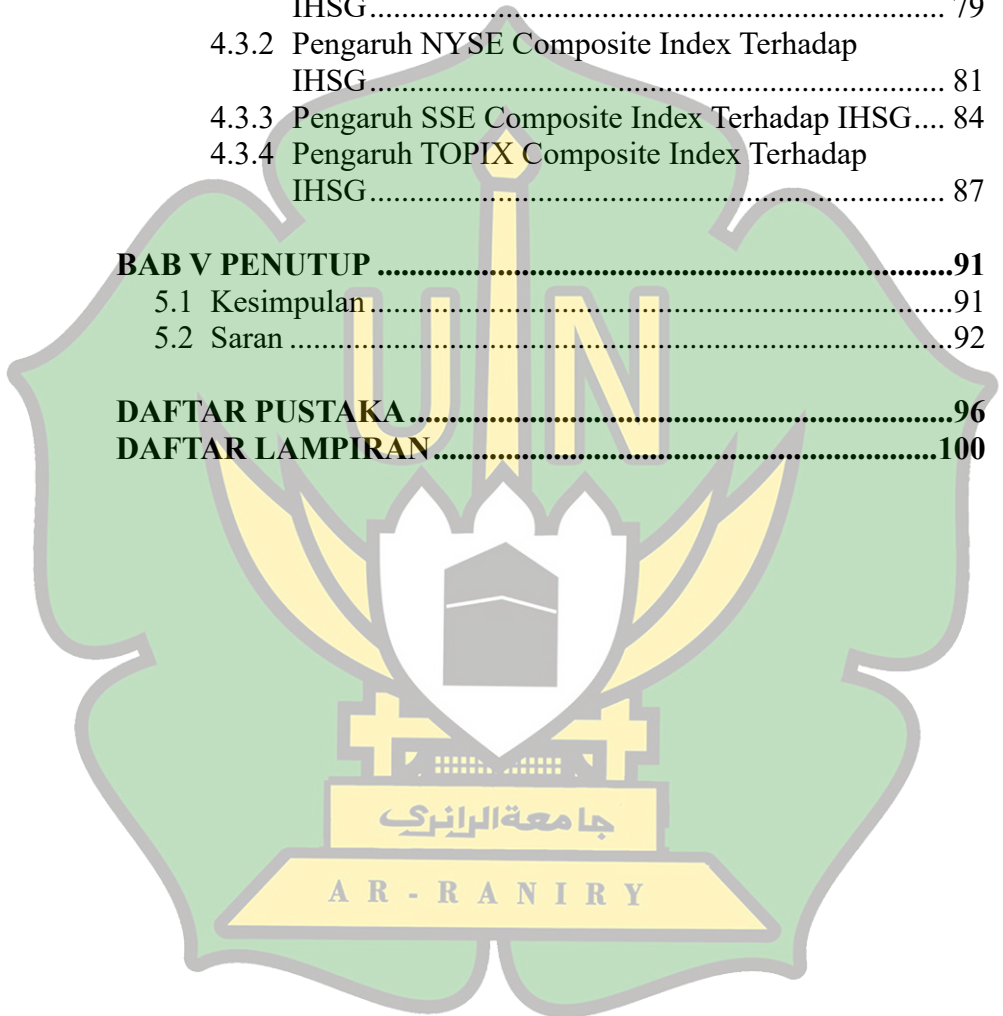 IHSG........................................................................ 79
4.3.2 Pengaruh NYSE Composite Index Terhadap
IHSG........................................................................ 81
4.3.3 Pengaruh SSE Composite Index Terhadap IHSG.... 84
4.3.4 Pengaruh TOPIX Composite Index Terhadap
IHSG........................................................................ 87
BAB V PENUTUP ........................................................................91
5.1 Kesimpulan........................................................................91
5.2 Saran ........................................................................92
DAFTAR PUSTAKA ........................................................................96
DAFTAR LAMPIRAN........................................................................100
UIN
جامعة الرانري
AR-RANIRY